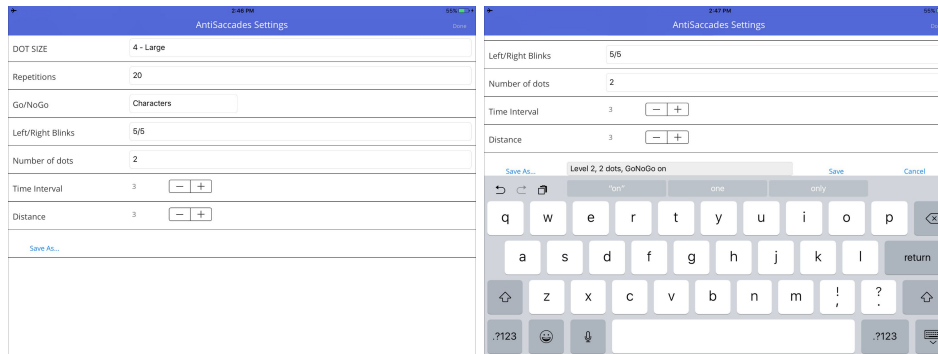 2:46 PM
55%
AntiSaccades Settings
Done
DOT SIZE
4 - Large
Repetitions
20
Go/NoGo
Characters
Left/Right Blinks
5/5
Number of dots
2
Time Interval
3
− +
Distance
3
− +
Save As...
2:47 PM
55%
AntiSaccades Settings
Left/Right Blinks
5/5
Number of dots
2
Time Interval
3
− +
Distance
3
− +
Save As...
Level 2, 2 dots, GoNoGo on
Save
Cancel
"on" one only
q w e r t y u i o p
a s d f g h j k l return
z x c v b n m ! , ? .
.?123 .?123